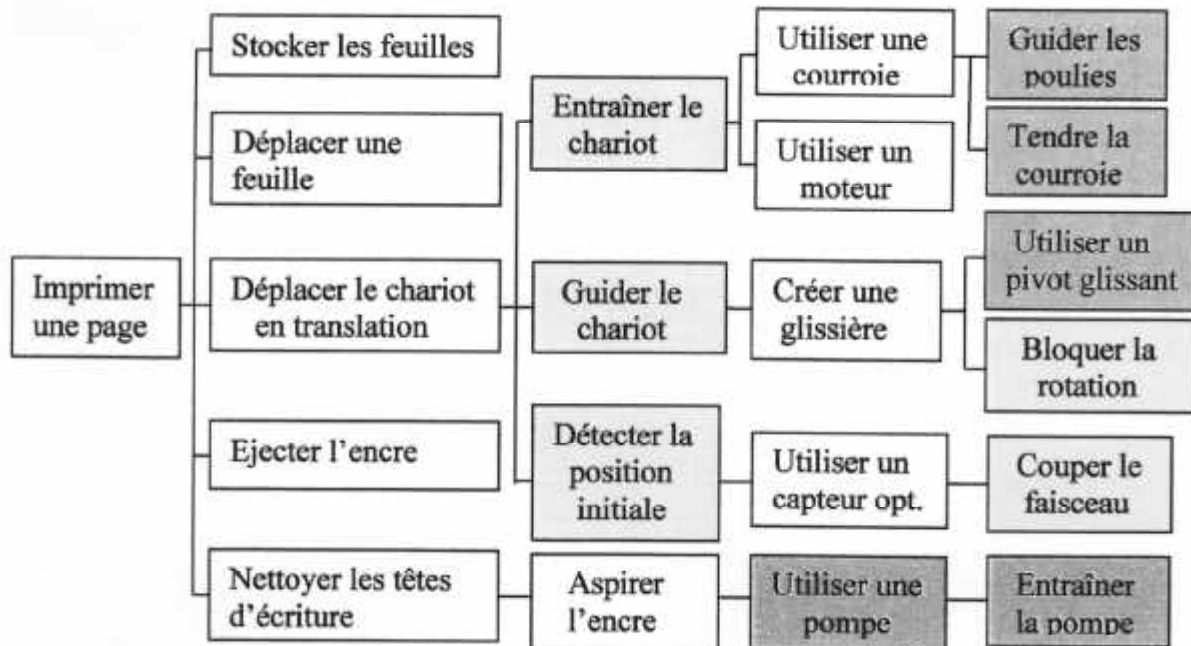 Imprimer
une page
Stocker les feuilles
Déplacer une
feuille
Déplacer le chariot
en translation
Ejecter l'encre
Nettoyer les têtes
d'écriture
Entraîner le
chariot
Guider le
chariot
Détecter la
position
initiale
Aspirer
l'encre
Utiliser une
courroie
Utiliser un
moteur
Créer une
glissière
Utiliser un
capteur opt.
Utiliser une
pompe
Guider les
poulies
Tendre la
courroie
Utiliser un
pivot glissant
Bloquer la
rotation
Couper le
faisceau
Entraîner
la pompe